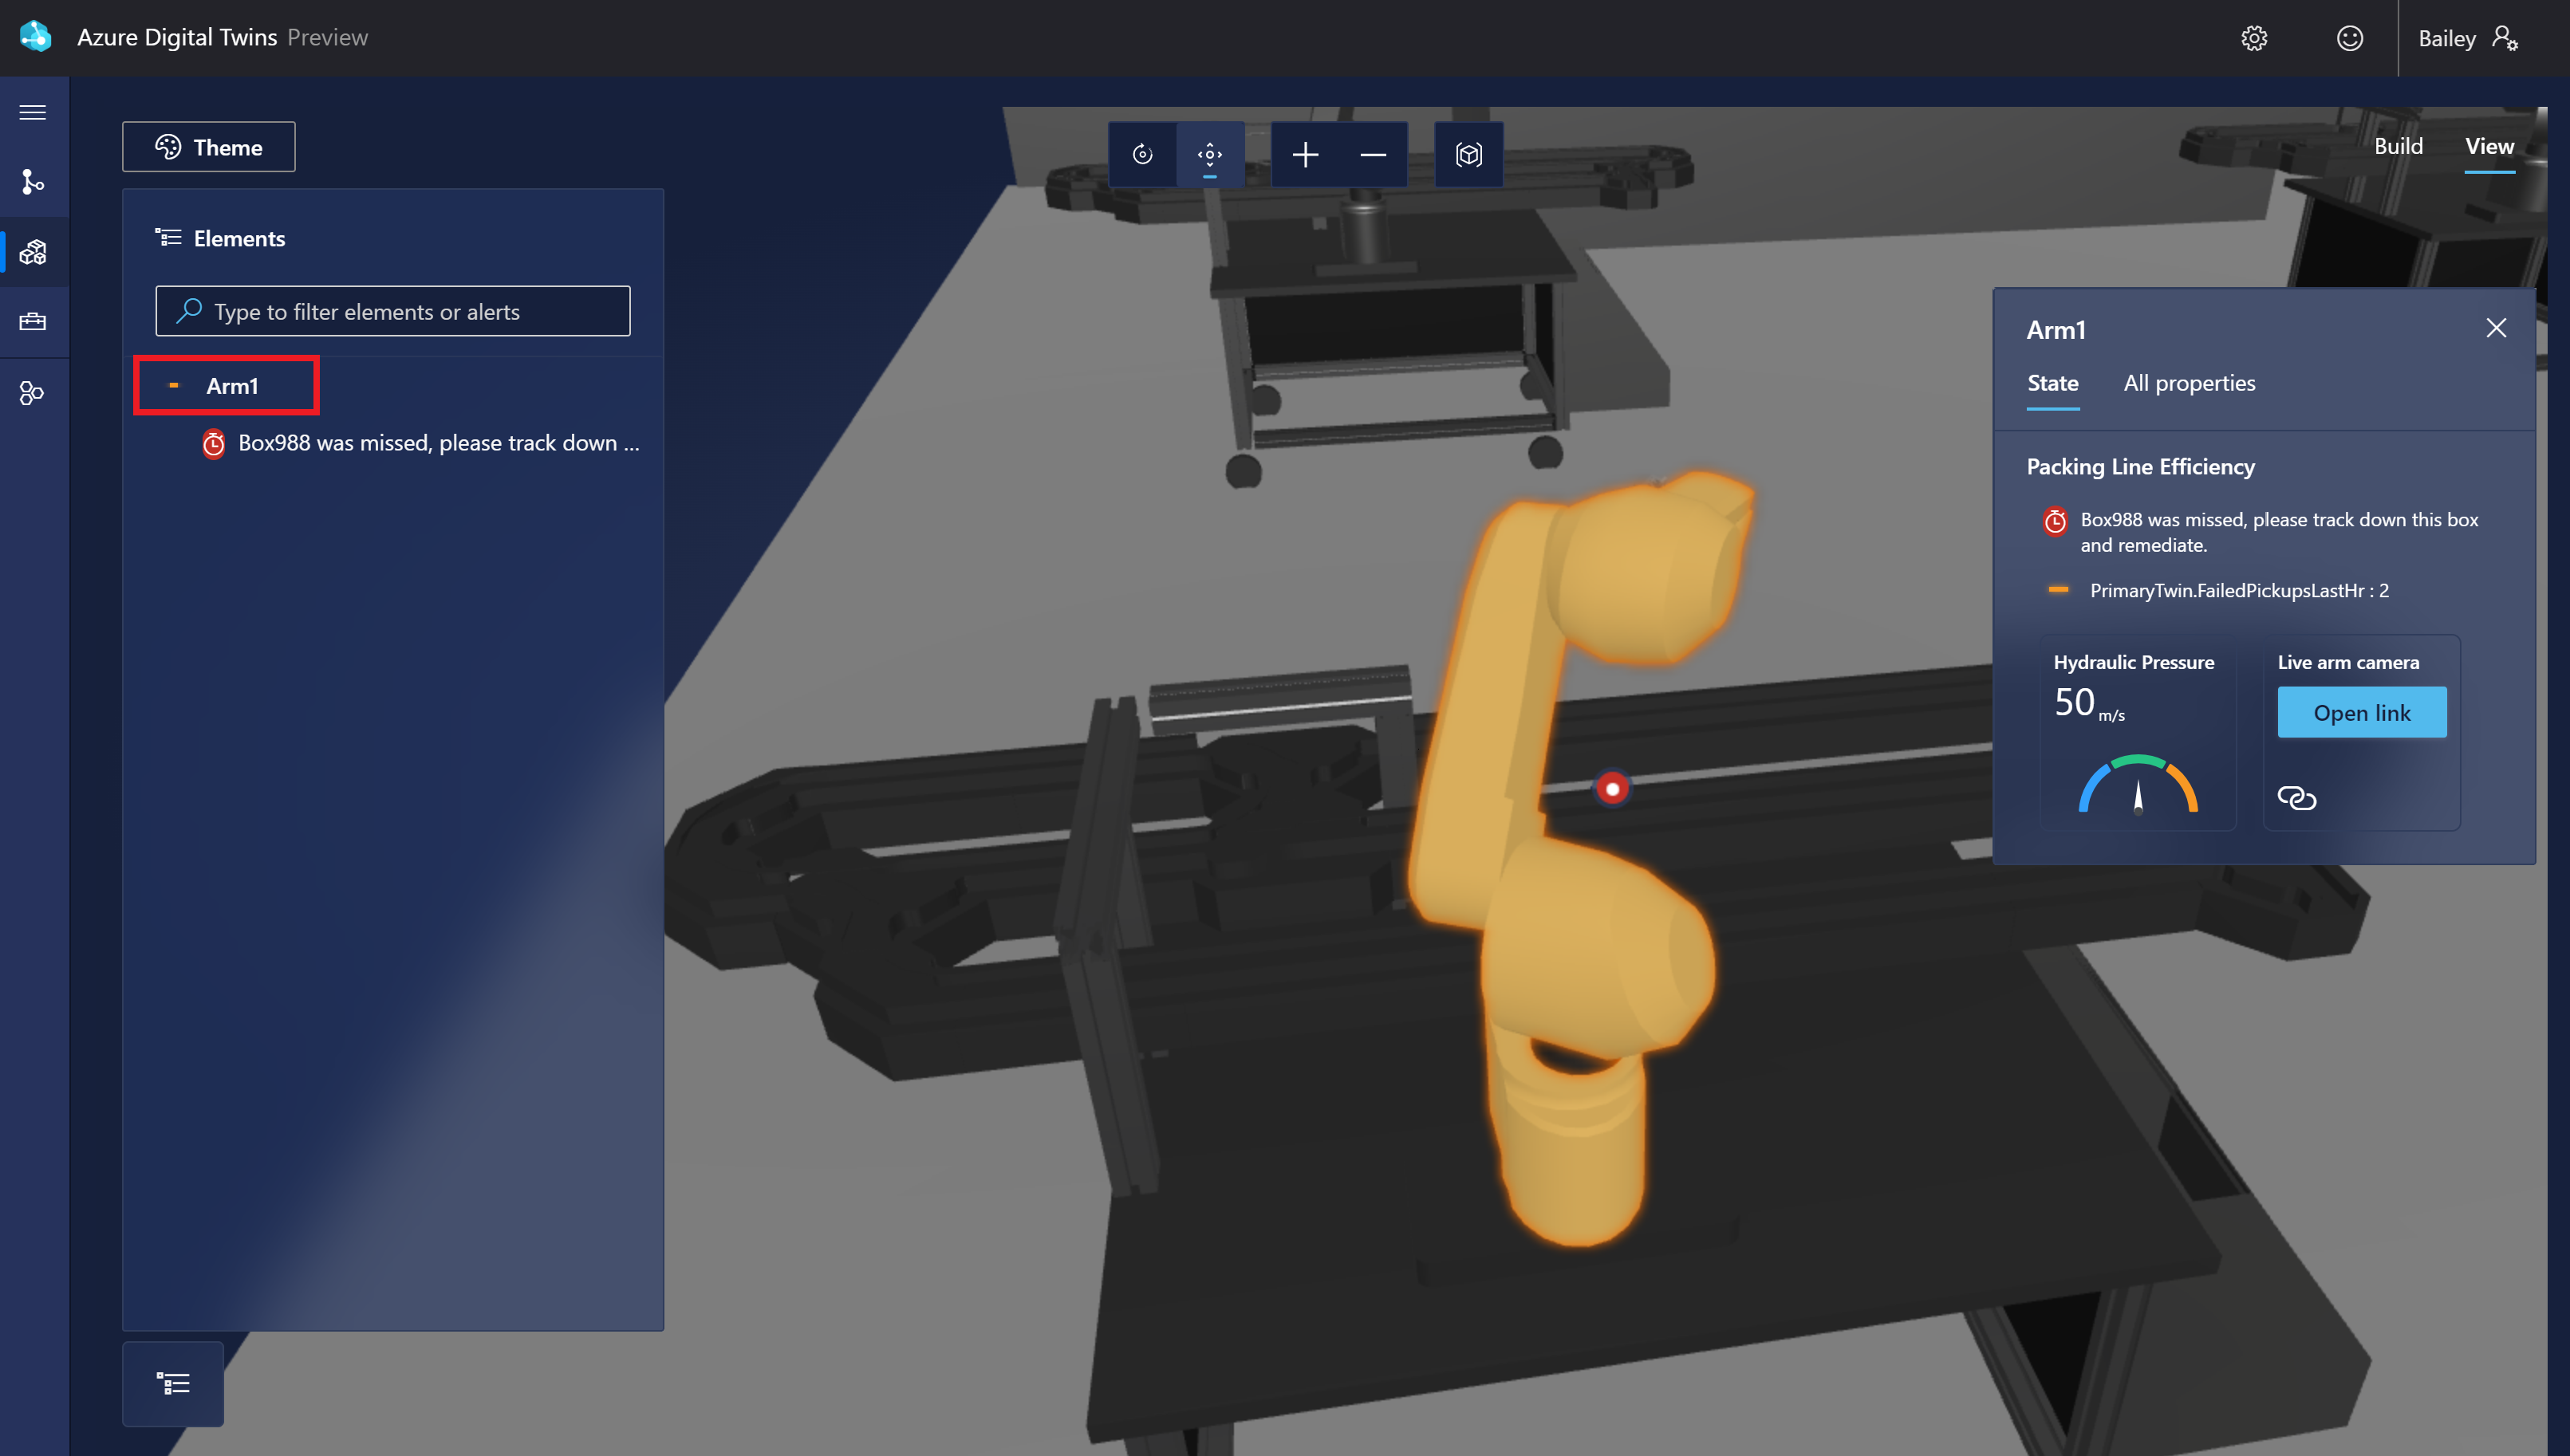 Azure Digital Twins Preview
Bailey
Theme
Build
View
Elements
Type to filter elements or alerts
Arm1
Box988 was missed, please track down ...
Arm1
State
All properties
Packing Line Efficiency
Box988 was missed, please track down this box
and remediate.
PrimaryTwin.FailedPickupsLastHr : 2
Hydraulic Pressure
50 m/s
Live arm camera
Open link